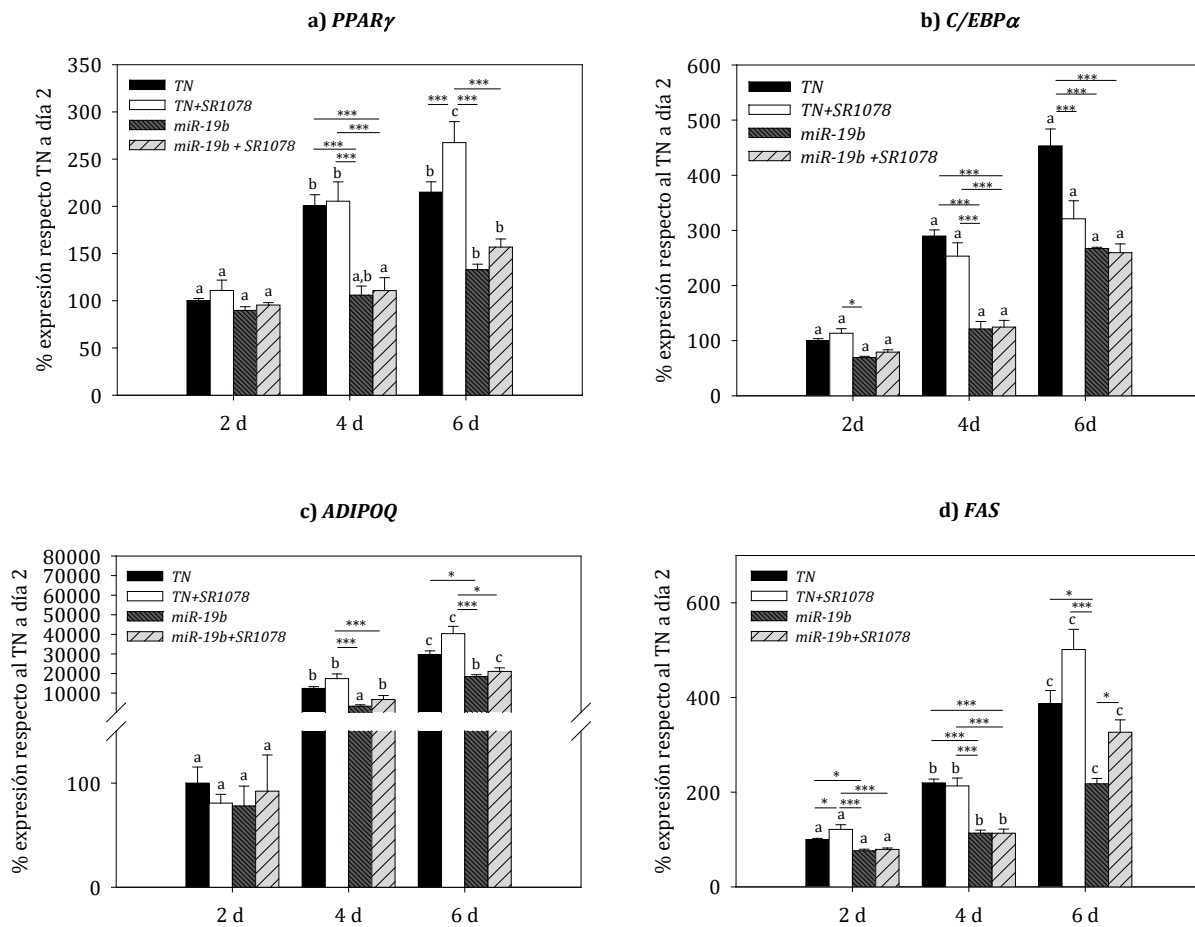 a) PPARγ
% expresión respecto TN a día 2
350
300
250
200
150
100
50
0
TN
TN+SR1078
miR-19b
miR-19b + SR1078
a
a
a
a
b
b
a,b
a
b
c
b
b
***
***
***
***
***
***
***
2 d
4 d
6 d
b) C/EBPα
% expresión respecto al TN a día 2
600
500
400
300
200
100
0
TN
TN+SR1078
miR-19b
miR-19b +SR1078
a
a
a
a
a
a
a
a
a
a
a
a
*
***
***
***
***
***
***
***
2d
4d
6d
c) ADIPOQ
% expresión respecto al TN a día 2
80000
70000
60000
50000
40000
30000
20000
10000
100
0
TN
TN+SR1078
miR-19b
miR-19b+SR1078
a
a
a
a
b
b
a
b
c
c
b
c
***
***
*
*
***
2 d
4 d
6 d
d) FAS
% expresión respecto al TN a día 2
600
400
200
0
TN
TN+SR1078
miR-19b
miR-19b+SR1078
a
a
a
a
b
b
b
b
c
c
c
c
*
***
*
***
***
***
***
***
*
***
*
2 d
4 d
6 d